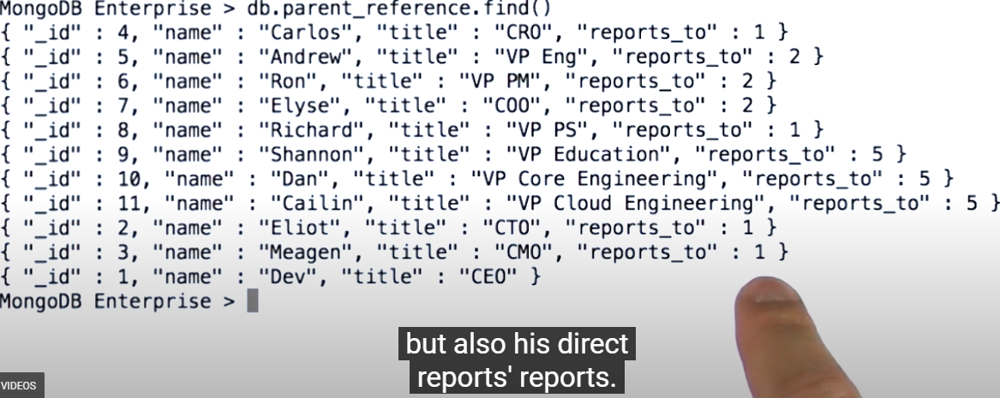 MongoDB Enterprise > db.parent_reference.find()
{ "_id" : 4, "name" : "Carlos", "title" : "CRO", "reports_to" : 1 }
{ "_id" : 5, "name" : "Andrew", "title" : "VP Eng", "reports_to" : 2 }
{ "_id" : 6, "name" : "Ron", "title" : "VP PM", "reports_to" : 2 }
{ "_id" : 7, "name" : "Elyse", "title" : "COO", "reports_to" : 2 }
{ "_id" : 8, "name" : "Richard", "title" : "VP PS", "reports_to" : 1 }
{ "_id" : 9, "name" : "Shannon", "title" : "VP Education", "reports_to" : 5 }
{ "_id" : 10, "name" : "Dan", "title" : "VP Core Engineering", "reports_to" : 5 }
{ "_id" : 11, "name" : "Cailin", "title" : "VP Cloud Engineering", "reports_to" : 5 }
{ "_id" : 2, "name" : "Eliot", "title" : "CTO", "reports_to" : 1 }
{ "_id" : 3, "name" : "Meagen", "title" : "CMO", "reports_to" : 1 }
{ "_id" : 1, "name" : "Dev", "title" : "CEO" }
MongoDB Enterprise >
but also his direct
reports' reports.
VIDEOS